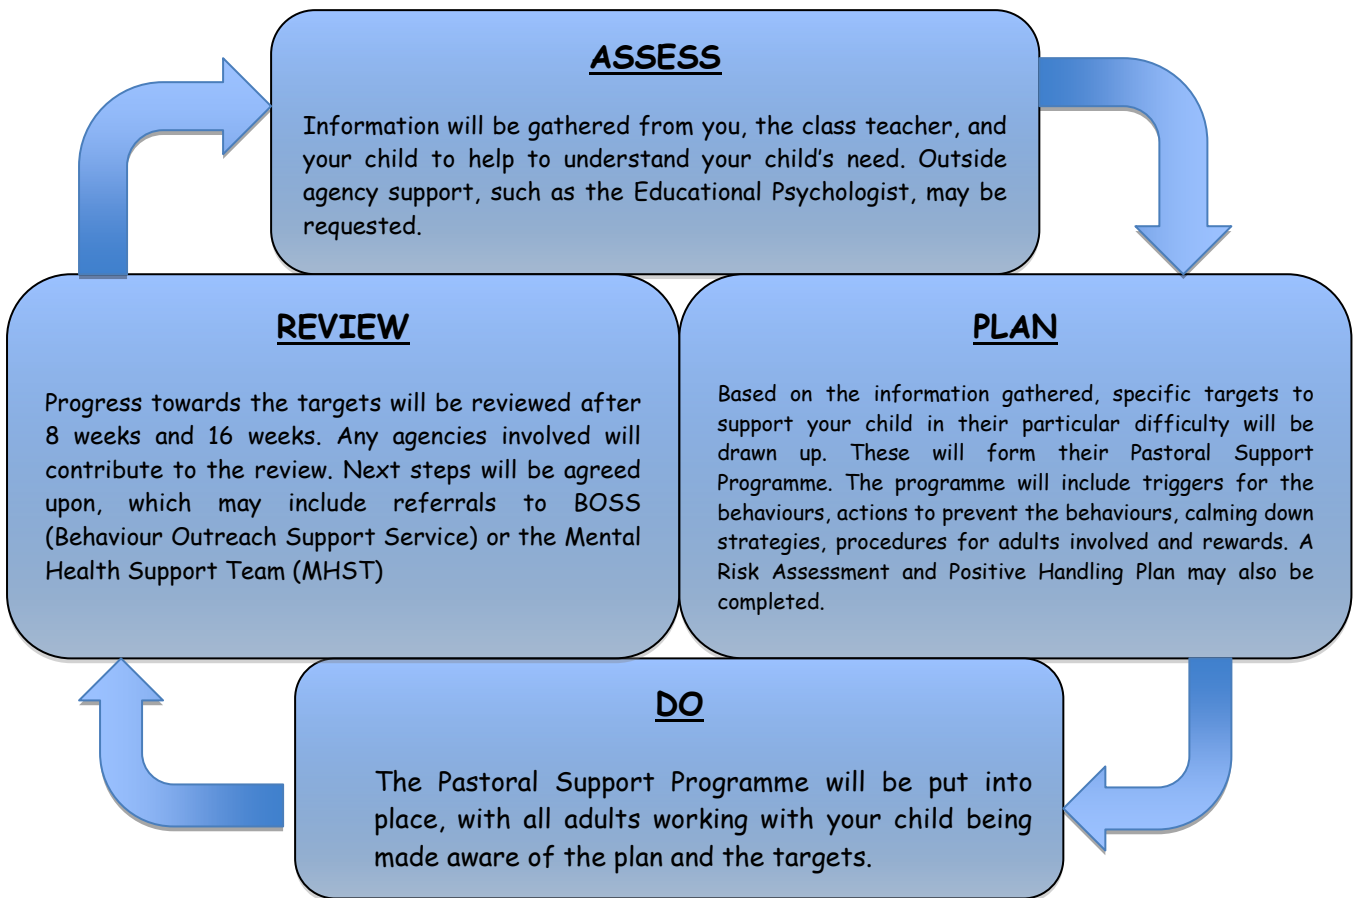 ASSESS
Information will be gathered from you, the class teacher, and
your child to help to understand your child's need. Outside
agency support, such as the Educational Psychologist, may be
requested.
PLAN
Based on the information gathered, specific targets to
support your child in their particular difficulty will be
drawn up. These will form their Pastoral Support
Programme. The programme will include triggers for the
behaviours, actions to prevent the behaviours, calming down
strategies, procedures for adults involved and rewards. A
Risk Assessment and Positive Handling Plan may also be
completed.
DO
The Pastoral Support Programme will be put into
place, with all adults working with your child being
made aware of the plan and the targets.
REVIEW
Progress towards the targets will be reviewed after
8 weeks and 16 weeks. Any agencies involved will
contribute to the review. Next steps will be agreed
upon, which may include referrals to BOSS
(Behaviour Outreach Support Service) or the Mental
Health Support Team (MHST)